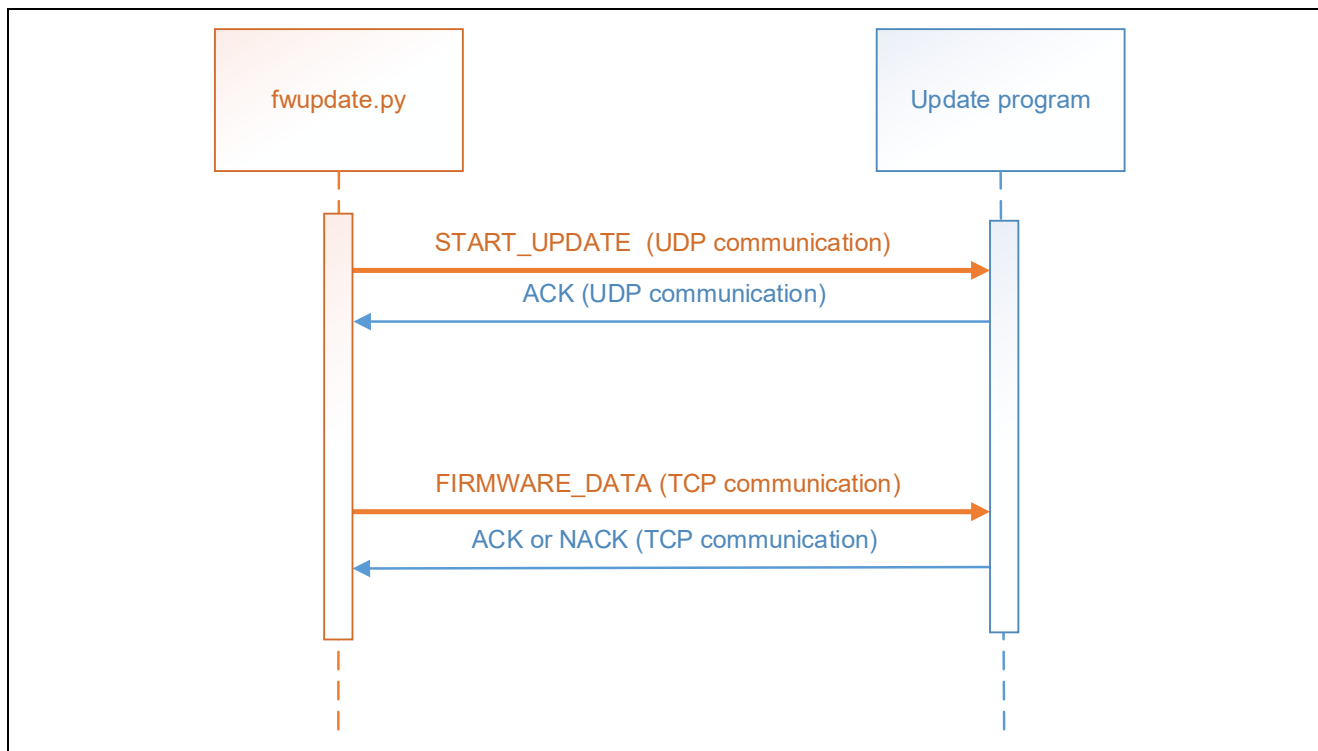 fwupdate.py
Update program
START_UPDATE  (UDP communication)
ACK (UDP communication)
FIRMWARE_DATA (TCP communication)
ACK or NACK (TCP communication)